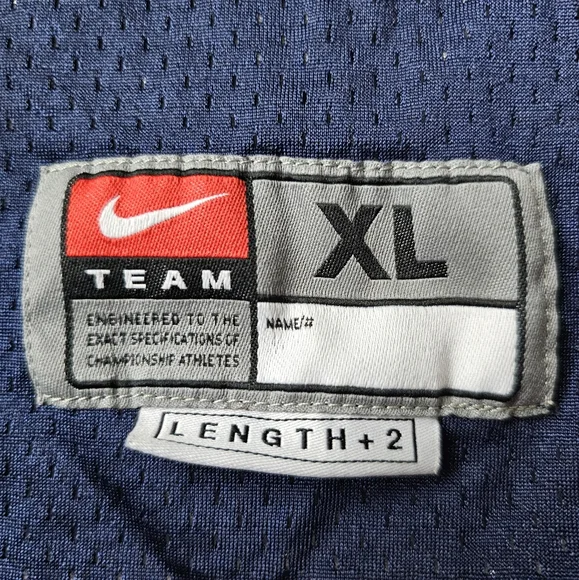 XL
TEAM
ENGINEERED TO THE
EXACT SPECIFICATIONS OF
CHAMPIONSHIP ATHLETES
NAME/#
LENGTH + 2